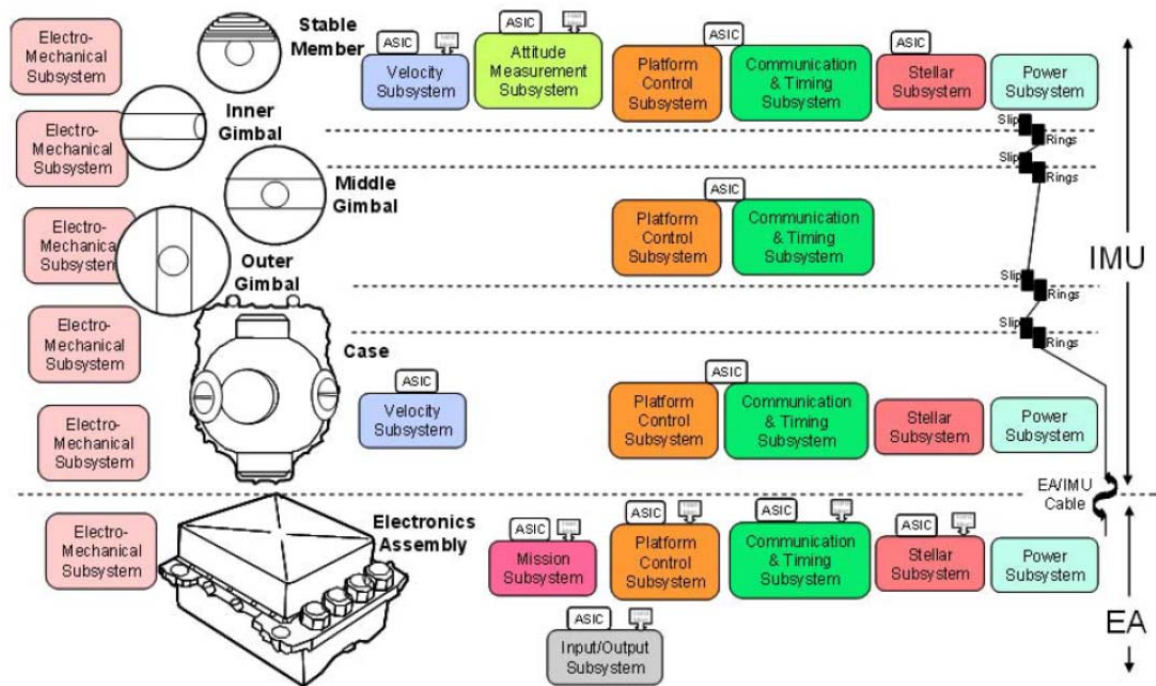 Electro-
Mechanical
Subsystem
Stable
Member
ASIC
Velocity
Subsystem
ASIC
Attitude
Measurement
Subsystem
ASIC
Platform
Control
Subsystem
Communication
& Timing
Subsystem
ASIC
Stellar
Subsystem
Power
Subsystem
Electro-
Mechanical
Subsystem
Inner
Gimbal
Slip
Rings
Slip
Rings
Middle
Gimbal
ASIC
Platform
Control
Subsystem
Communication
& Timing
Subsystem
IMU
Electro-
Mechanical
Subsystem
Outer
Gimbal
Slip
Rings
Slip
Rings
Electro-
Mechanical
Subsystem
Case
Electro-
Mechanical
Subsystem
ASIC
Velocity
Subsystem
ASIC
Platform
Control
Subsystem
Communication
& Timing
Subsystem
Stellar
Subsystem
Power
Subsystem
EA/IMU
Cable
Electro-
Mechanical
Subsystem
Electronics
Assembly
ASIC
Mission
Subsystem
ASIC
Platform
Control
Subsystem
ASIC
Communication
& Timing
Subsystem
ASIC
Stellar
Subsystem
Power
Subsystem
EA
ASIC
Input/Output
Subsystem